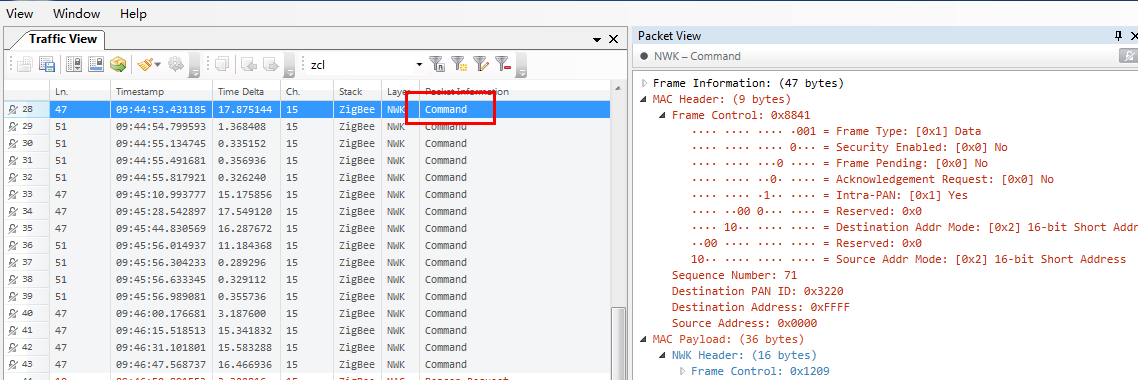 View Window Help
Traffic View
Packet View
zcl
NWK – Command
Ln. Timestamp Time Delta Ch. Stack Layer Packet Information
28 47 09:44:53.431185 17.875144 15 ZigBee NWK Command
29 51 09:44:54.799593 1.368408 15 ZigBee NWK Command
30 51 09:44:55.134745 0.335152 15 ZigBee NWK Command
31 51 09:44:55.491681 0.356936 15 ZigBee NWK Command
32 51 09:44:55.817921 0.326240 15 ZigBee NWK Command
33 47 09:45:10.993777 15.175856 15 ZigBee NWK Command
34 47 09:45:28.542897 17.549120 15 ZigBee NWK Command
35 47 09:45:44.830569 16.287672 15 ZigBee NWK Command
36 51 09:45:56.014937 11.184368 15 ZigBee NWK Command
37 51 09:45:56.304233 0.289296 15 ZigBee NWK Command
38 51 09:45:56.633345 0.329112 15 ZigBee NWK Command
39 51 09:45:56.989081 0.355736 15 ZigBee NWK Command
40 47 09:46:00.176681 3.187600 15 ZigBee NWK Command
41 47 09:46:15.518513 15.341832 15 ZigBee NWK Command
42 47 09:46:31.101801 15.583288 15 ZigBee NWK Command
43 47 09:46:47.568737 16.466936 15 ZigBee NWK Command
Frame Information: (47 bytes)
MAC Header: (9 bytes)
Frame Control: 0x8841
···· ···· ···· ·001 = Frame Type: [0x1] Data
···· ···· ···· 0··· = Security Enabled: [0x0] No
···· ···· ···0 ···· = Frame Pending: [0x0] No
···· ···· ··0· ···· = Acknowledgement Request: [0x0] No
···· ···· ·1·· ···· = Intra-PAN: [0x1] Yes
···· ··00 0··· ···· = Reserved: 0x0
···· 10·· ···· ···· = Destination Addr Mode: [0x2] 16-bit Short Addr
··00 ···· ···· ···· = Reserved: 0x0
10·· ···· ···· ···· = Source Addr Mode: [0x2] 16-bit Short Address
Sequence Number: 71
Destination PAN ID: 0x3220
Destination Address: 0xFFFF
Source Address: 0x0000
MAC Payload: (36 bytes)
NWK Header: (16 bytes)
Frame Control: 0x1209